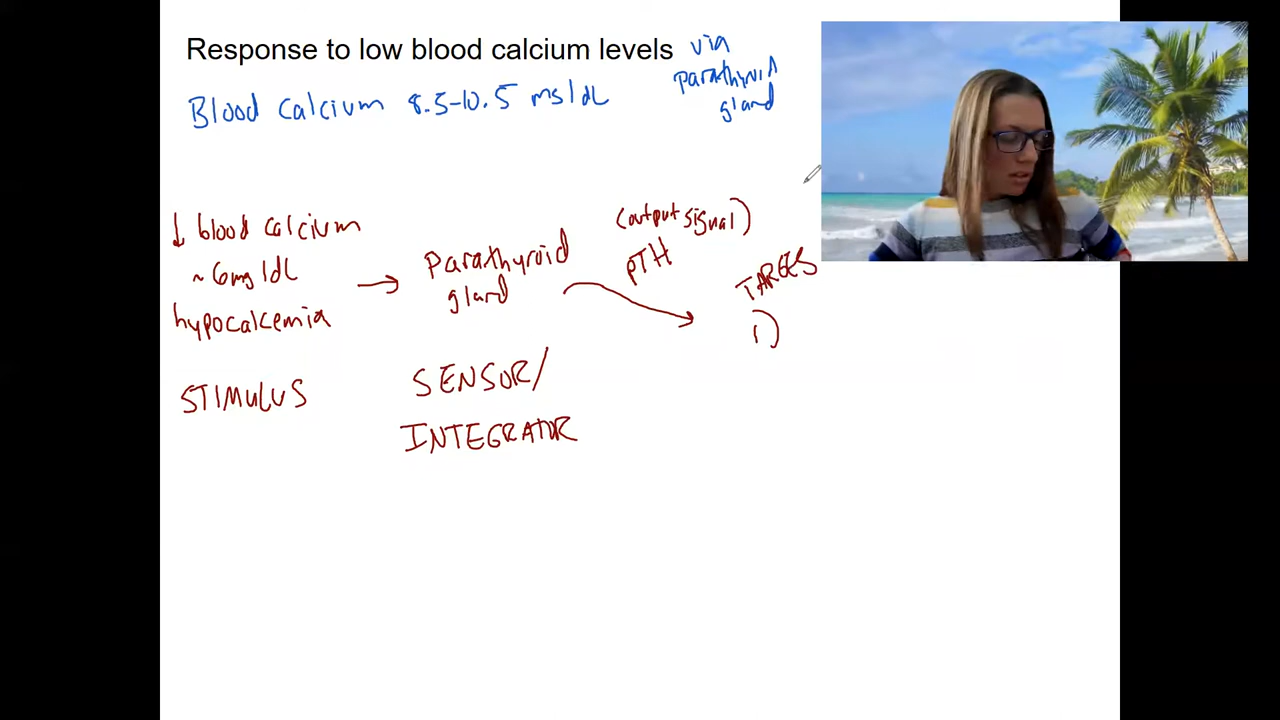 Response to low blood calcium levels via
parathyroid
gland
Blood Calcium 8.5-10.5 mg/dL
↓ blood calcium
~6mg/dL
hypocalcemia
STIMULUS
Parathyroid
gland
SENSOR/
INTEGRATOR
(output signal)
PTH
TARGES
1)